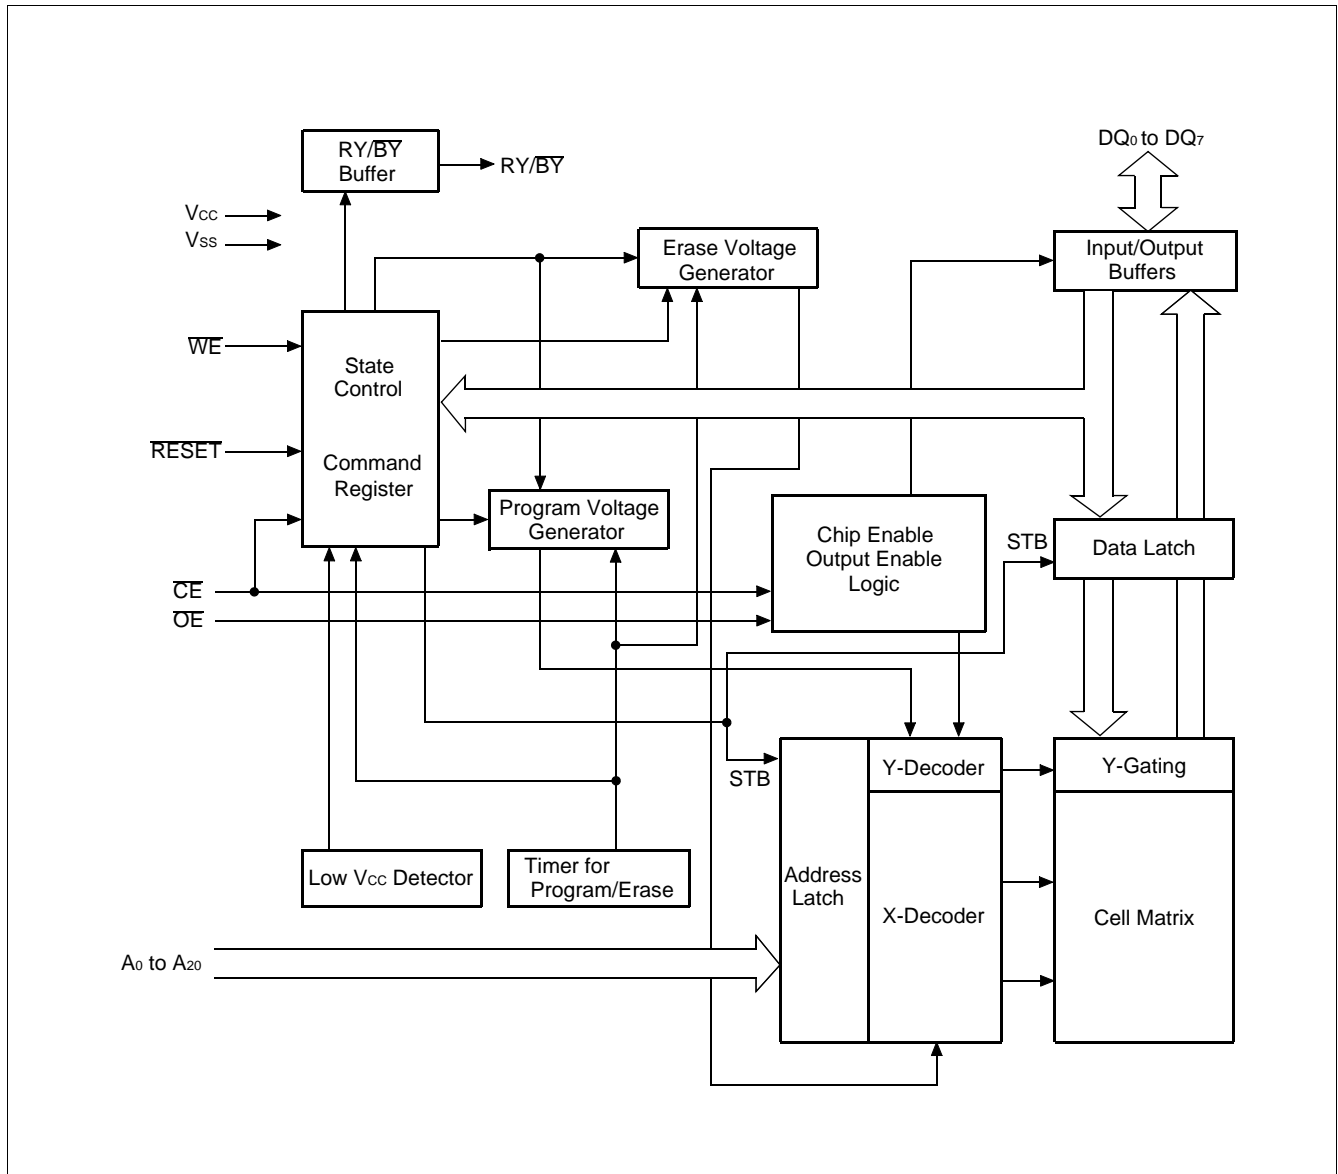 RY/BY
Buffer
RY/BY
DQ0 to DQ7
VCC
VSS
Erase Voltage
Generator
Input/Output
Buffers
WE
State
Control
RESET
Command
Register
Program Voltage
Generator
Chip Enable
Output Enable
Logic
STB
Data Latch
CE
OE
STB
Y-Decoder
Y-Gating
Low VCC Detector
Timer for
Program/Erase
Address
Latch
X-Decoder
Cell Matrix
A0 to A20